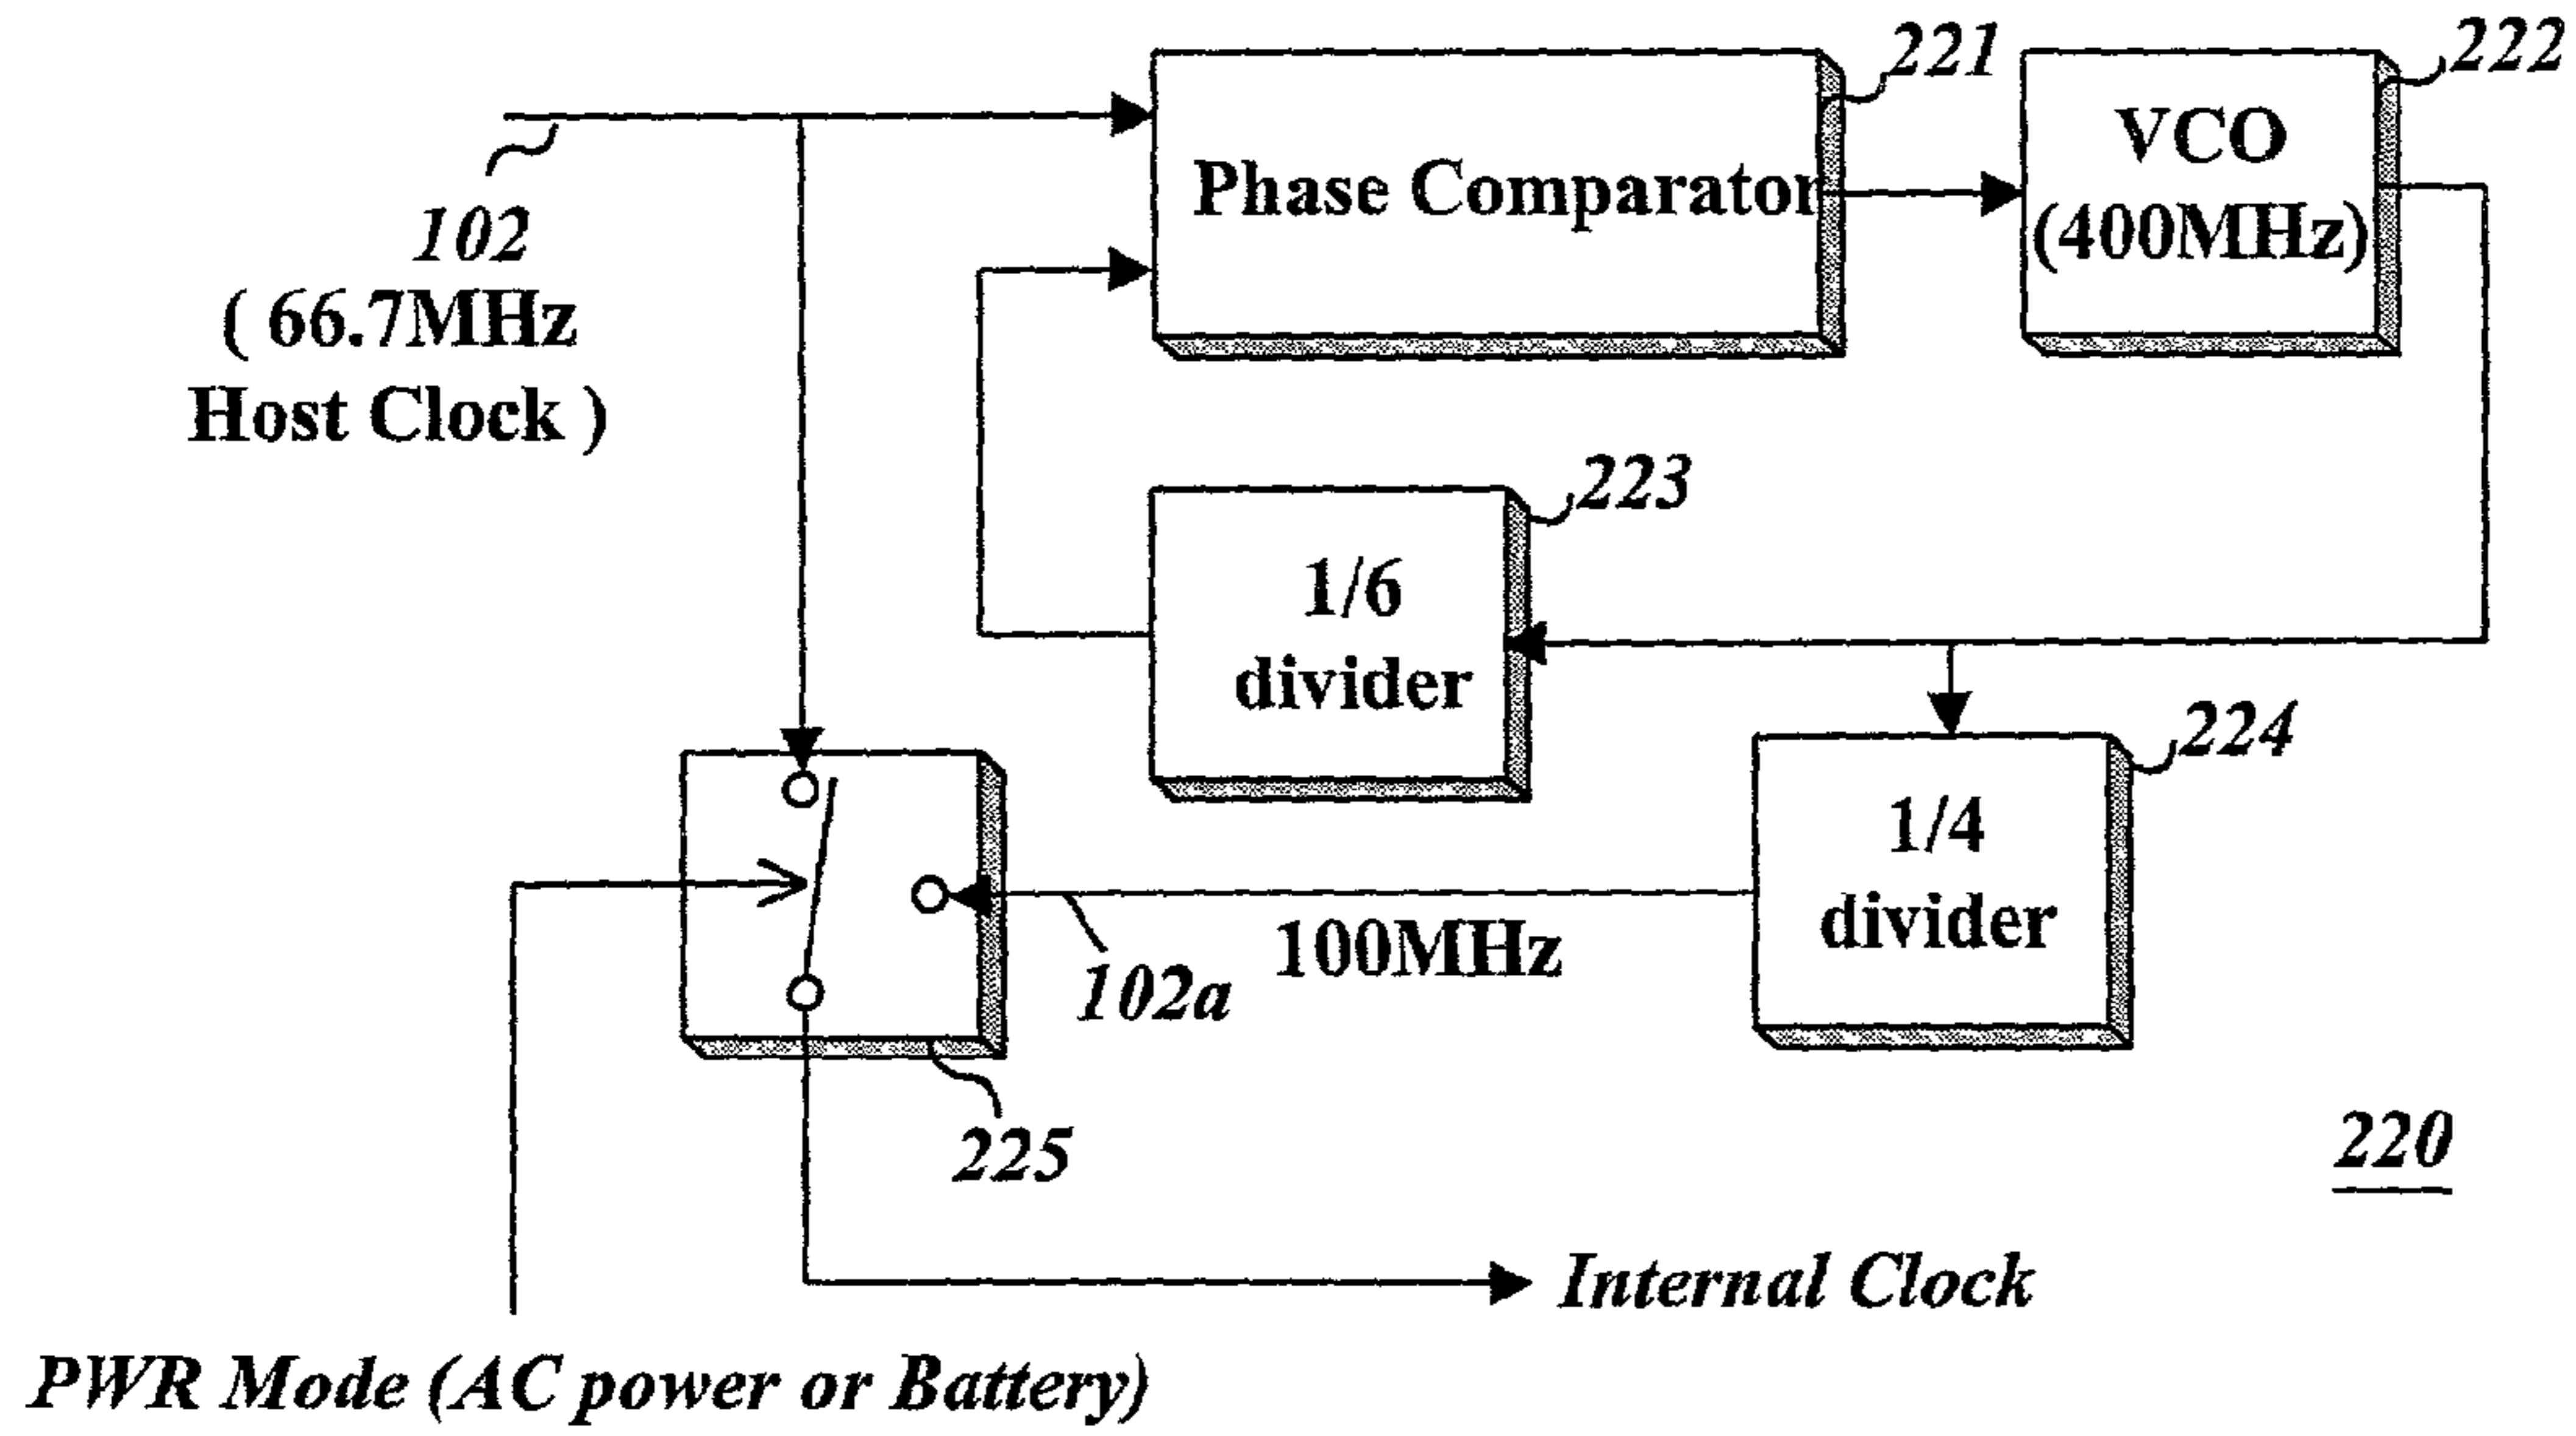 221
222
Phase Comparator
VCO
(400MHz)
102
( 66.7MHz
Host Clock )
223
1/6
divider
224
1/4
divider
100MHz
102a
225
220
Internal Clock
PWR Mode (AC power or Battery)